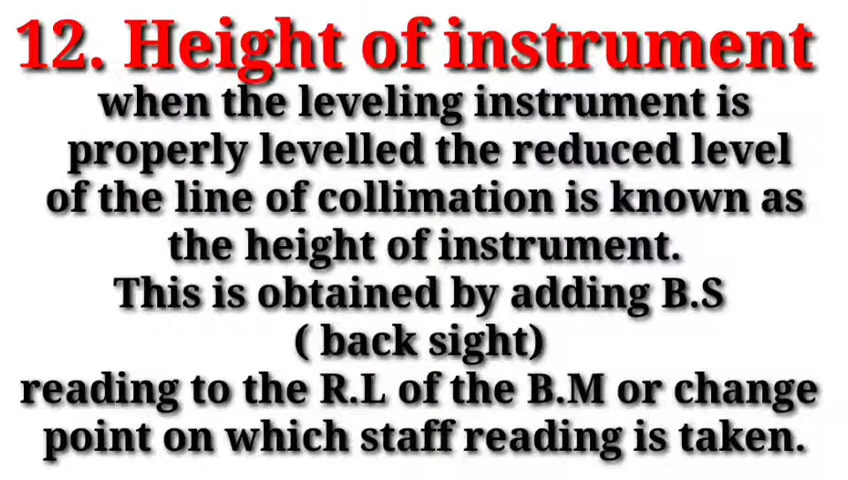 12. Height of instrument
when the leveling instrument is
properly levelled the reduced level
of the line of collimation is known as
the height of instrument.
This is obtained by adding B.S
( back sight)
reading to the R.L of the B.M or change
point on which staff reading is taken.